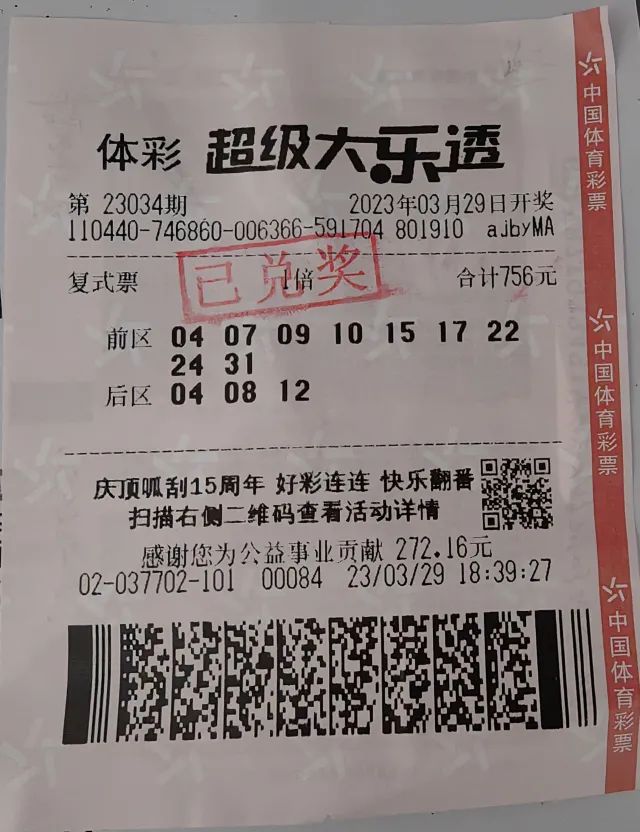 体彩 超级大乐透
第 23034期 2023年03月29日开奖
110440-746860-006366-591704 801910 ajbyMA
复式票 1倍 合计756元
已兑奖
前区 04 07 09 10 15 17 22
24 31
后区 04 08 12
庆顶呱刮15周年 好彩连连 快乐翻番
扫描右侧二维码查看活动详情
感谢您为公益事业贡献 272.16元
02-037702-101 00084 23/03/29 18:39:27
中国体育彩票
中国体育彩票
中国体育彩票